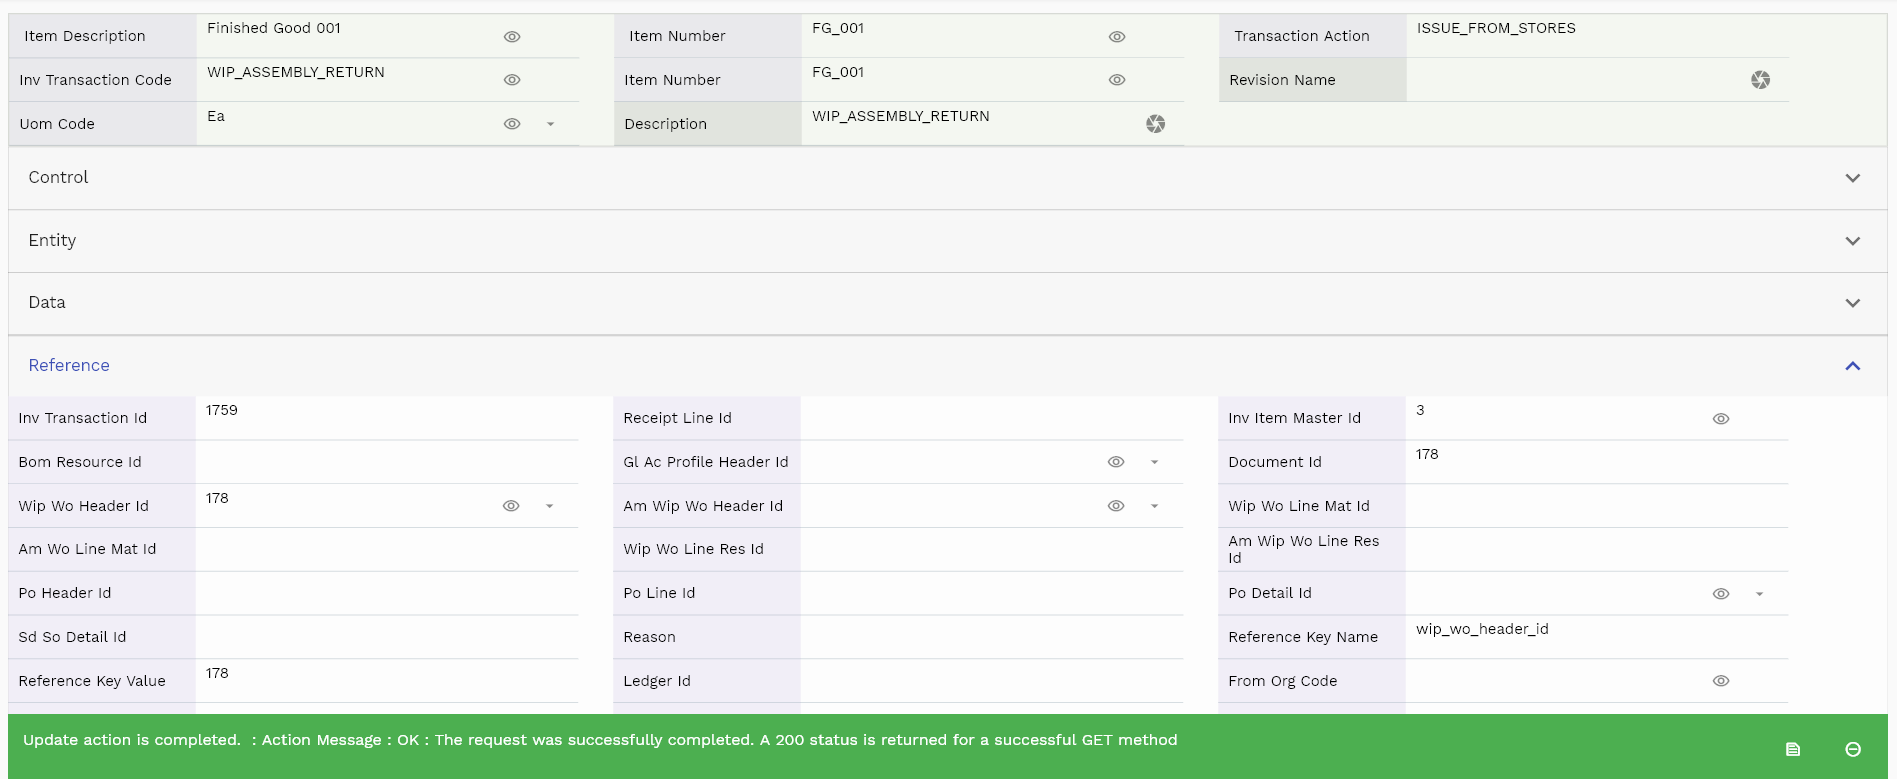 Item Description Finished Good 001 Item Number FG_001 Transaction Action ISSUE_FROM_STORES
Inv Transaction Code WIP_ASSEMBLY_RETURN Item Number FG_001 Revision Name
Uom Code Ea Description WIP_ASSEMBLY_RETURN
Control
Entity
Data
Reference
Inv Transaction Id 1759 Receipt Line Id Inv Item Master Id 3
Bom Resource Id Gl Ac Profile Header Id Document Id 178
Wip Wo Header Id 178 Am Wip Wo Header Id Wip Wo Line Mat Id
Am Wo Line Mat Id Wip Wo Line Res Id Am Wip Wo Line Res
Id
Po Header Id Po Line Id Po Detail Id
Sd So Detail Id Reason Reference Key Name wip_wo_header_id
Reference Key Value 178 Ledger Id From Org Code
Update action is completed. : Action Message : OK : The request was successfully completed. A 200 status is returned for a successful GET method